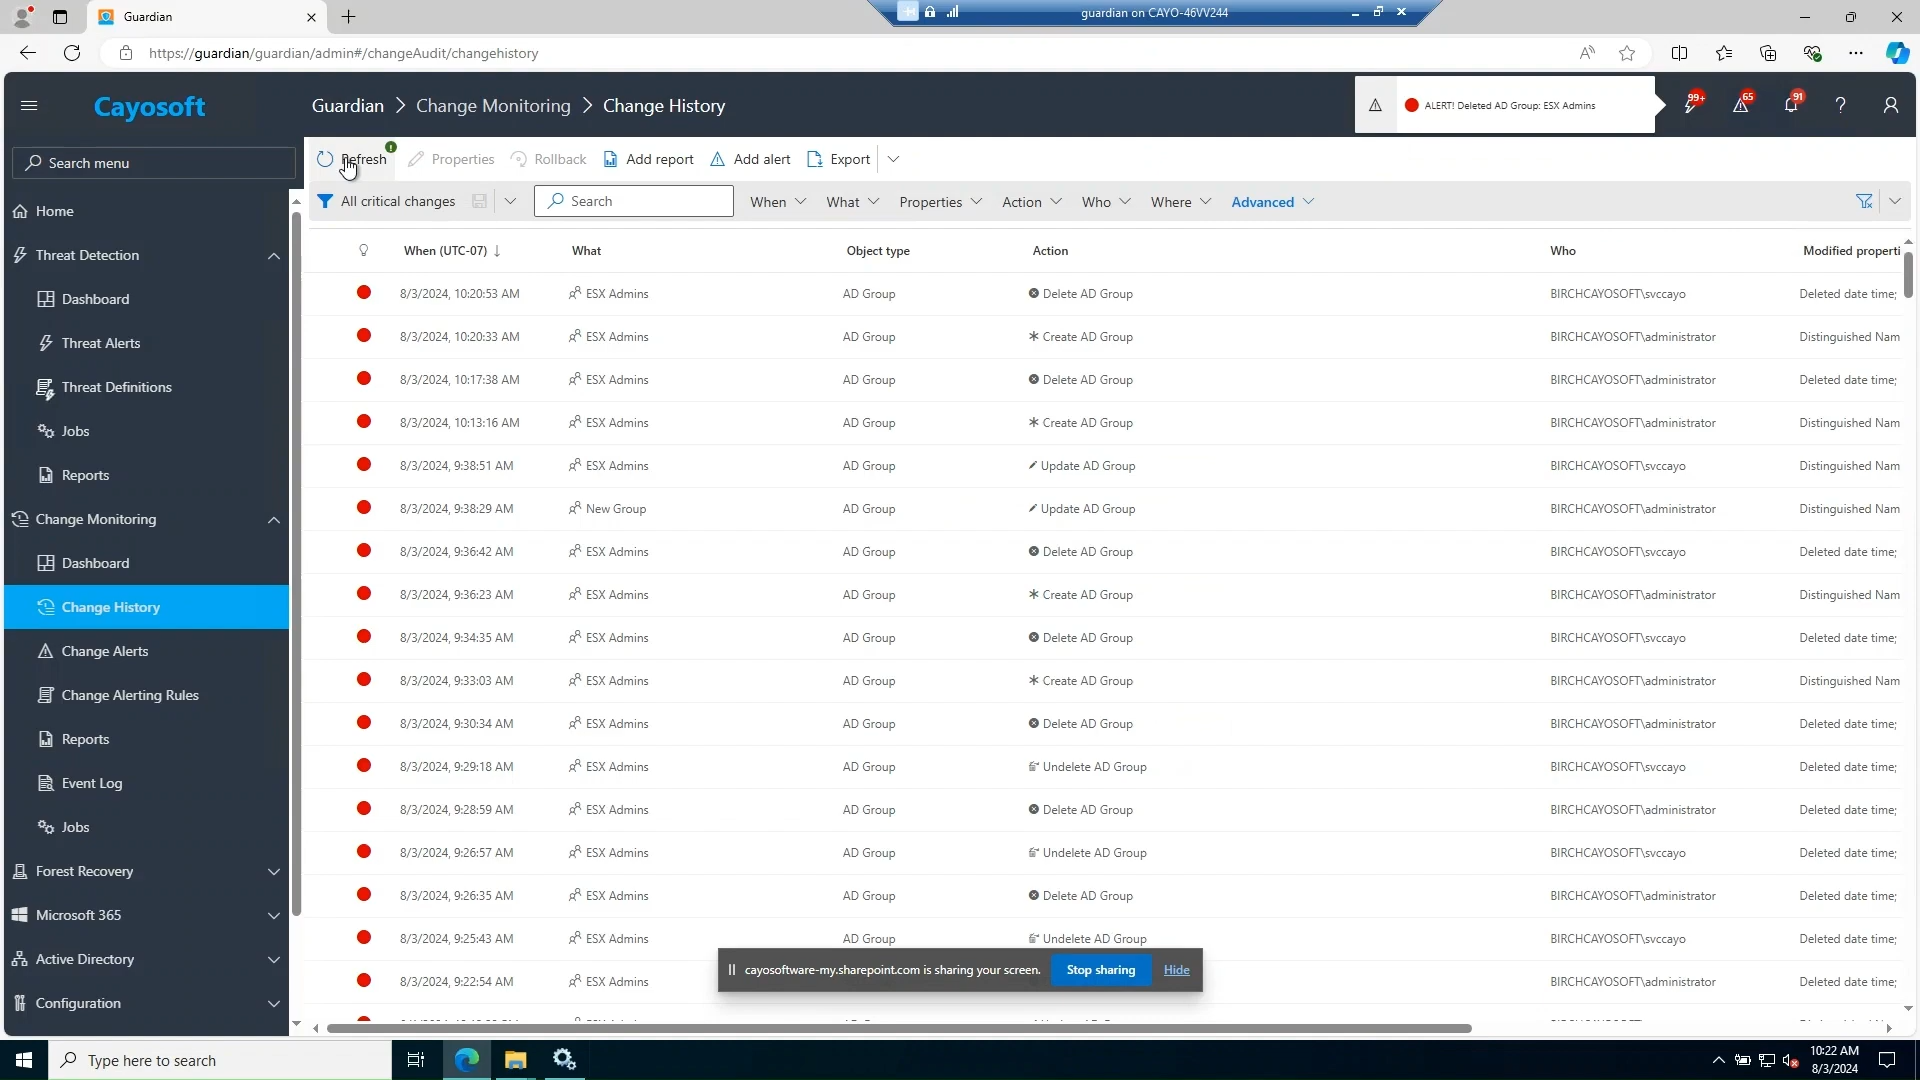 Guardian
guardian on CAYO-46VV244
https://guardian/guardian/admin#/changeAudit/changehistory
Cayosoft
Guardian > Change Monitoring > Change History
ALERT! Deleted AD Group: ESX Admins
99+
65
91
Search menu
Home
Threat Detection
Dashboard
Threat Alerts
Threat Definitions
Jobs
Reports
Change Monitoring
Dashboard
Change History
Change Alerts
Change Alerting Rules
Reports
Event Log
Jobs
Forest Recovery
Microsoft 365
Active Directory
Configuration
Refresh Properties Rollback Add report Add alert Export
All critical changes Search When What Properties Action Who Where Advanced
When (UTC-07) ↓ What Object type Action Who Modified properti
8/3/2024, 10:20:53 AM ESX Admins AD Group Delete AD Group BIRCHCAYOSOFT\svccayo Deleted date time;
8/3/2024, 10:20:33 AM ESX Admins AD Group Create AD Group BIRCHCAYOSOFT\administrator Distinguished Nam
8/3/2024, 10:17:38 AM ESX Admins AD Group Delete AD Group BIRCHCAYOSOFT\administrator Deleted date time;
8/3/2024, 10:13:16 AM ESX Admins AD Group Create AD Group BIRCHCAYOSOFT\administrator Distinguished Nam
8/3/2024, 9:38:51 AM ESX Admins AD Group Update AD Group BIRCHCAYOSOFT\svccayo Distinguished Nam
8/3/2024, 9:38:29 AM New Group AD Group Update AD Group BIRCHCAYOSOFT\administrator Distinguished Nam
8/3/2024, 9:36:42 AM ESX Admins AD Group Delete AD Group BIRCHCAYOSOFT\svccayo Deleted date time;
8/3/2024, 9:36:23 AM ESX Admins AD Group Create AD Group BIRCHCAYOSOFT\administrator Distinguished Nam
8/3/2024, 9:34:35 AM ESX Admins AD Group Delete AD Group BIRCHCAYOSOFT\svccayo Deleted date time;
8/3/2024, 9:33:03 AM ESX Admins AD Group Create AD Group BIRCHCAYOSOFT\administrator Distinguished Nam
8/3/2024, 9:30:34 AM ESX Admins AD Group Delete AD Group BIRCHCAYOSOFT\administrator Deleted date time;
8/3/2024, 9:29:18 AM ESX Admins AD Group Undelete AD Group BIRCHCAYOSOFT\svccayo Deleted date time;
8/3/2024, 9:28:59 AM ESX Admins AD Group Delete AD Group BIRCHCAYOSOFT\administrator Deleted date time;
8/3/2024, 9:26:57 AM ESX Admins AD Group Undelete AD Group BIRCHCAYOSOFT\svccayo Deleted date time;
8/3/2024, 9:26:35 AM ESX Admins AD Group Delete AD Group BIRCHCAYOSOFT\administrator Deleted date time;
8/3/2024, 9:25:43 AM ESX Admins AD Group Undelete AD Group BIRCHCAYOSOFT\svccayo Deleted date time;
8/3/2024, 9:22:54 AM ESX Admins BIRCHCAYOSOFT\administrator Deleted date time;
cayosoftware-my.sharepoint.com is sharing your screen. Stop sharing Hide
Type here to search
10:22 AM
8/3/2024